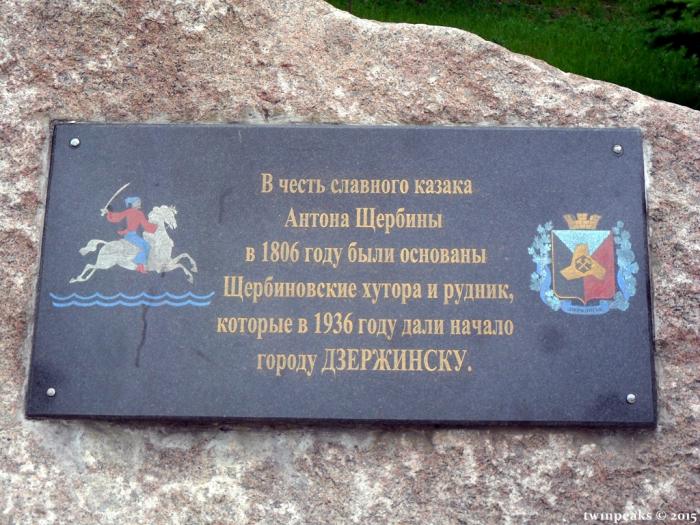 В честь славного казака
Антона Щербины
в 1806 году были основаны
Щербиновские хутора и рудник,
которые в 1936 году дали начало
городу ДЗЕРЖИНСКУ.
twinpeaks © 2015